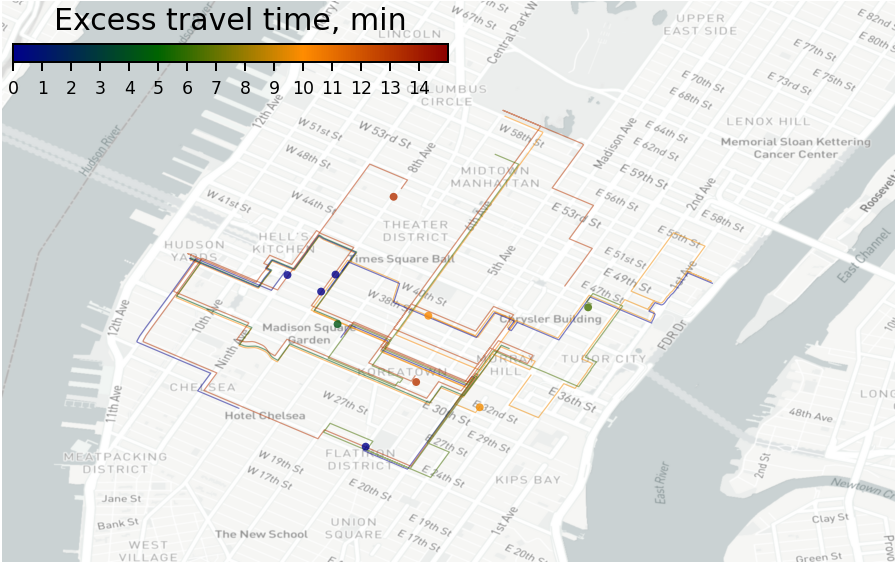 Excess travel time, min
0 1 2 3 4 5 6 7 8 9 10 11 12 13 14
LINCOLN
W 67th St
Central Park W
UPPER
EAST SIDE
E 82nd St
E 80th St
E 77th St
E 75th St
E 73rd St
E 70th St
E 68th St
COLUMBUS
CIRCLE
12th Ave
W 51st St
W 53rd St
W 58th St
W 48th St
8th Ave
Madison Ave
E 64th St
E 62nd St
LENOX HILL
Memorial Sloan Kettering
Cancer Center
Hudson River
MIDTOWN
MANHATTAN
E 59th St
2nd Ave
Roosevel
W 41st St
W 44th St
E 56th St
E 53rd St
E 58th St
6th Ave
THEATER
DISTRICT
E 55th St
East Channel
HUDSON
YARDS
HELL'S
KITCHEN
Times Square Ball
5th Ave
E 51st St
E 49th St
1st Ave
E 47th St
W 40th St
W 38th St
12th Ave
10th Ave
Madison Square
Garden
Chrysler Building
FDR Dr
Ninth Ave
KOREATOWN
MURRAY
HILL
TUDOR CITY
CHELSEA
11th Ave
W 27th St
E 36th St
E 32nd St
E 30th St
Hotel Chelsea
48th Ave
LONG
E 29th St
E 27th St
E 24th St
MEATPACKING
DISTRICT
W 19th St
W 17th St
FLATIRON
DISTRICT
KIPS BAY
East River
2nd St
Newtown Cr
E 20th St
Jane St
Bank St
The New School
UNION
SQUARE
E 19th St
E 17th St
1st Ave
Clay St
WEST
VILLAGE
E 20th St
Green St
Provo